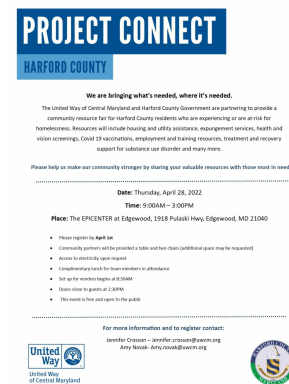 PROJECT CONNECT
HARFORD COUNTY
We are bringing what's needed, where it's needed.
The United Way of Central Maryland and Harford County Government are partnering to provide a
community resource fair for Harford County residents who are experiencing or are at-risk for
homelessness. Resources will include housing and utility assistance, expungement services, health and
vision screenings, Covid 19-vaccinations, employment and training resources, treatment and recovery
support for substance use disorder and many more.
Please help us make our community stronger by sharing your valuable resources with those most in need
Date: Thursday, April 28, 2022
Time: 9:00AM – 3:00PM
Place: The EPICENTER at Edgewood, 1918 Pulaski Hwy, Edgewood, MD 21040
• Please register by April 1st
• Community partners will be provided a table and two chairs (additional space may be requested)
• Access to electricity upon request
• Complimentary lunch for team members in attendance
• Set up for vendors begins at 8:30AM
• Doors close to guests at 2:30PM
• This event is free and open to the public
For more information and to register contact:
Jennifer Crosson – Jennifer.crosson@uwcm.org
Amy Novak- Amy.novak@uwcm.org
United
Way
United Way
of Central Maryland